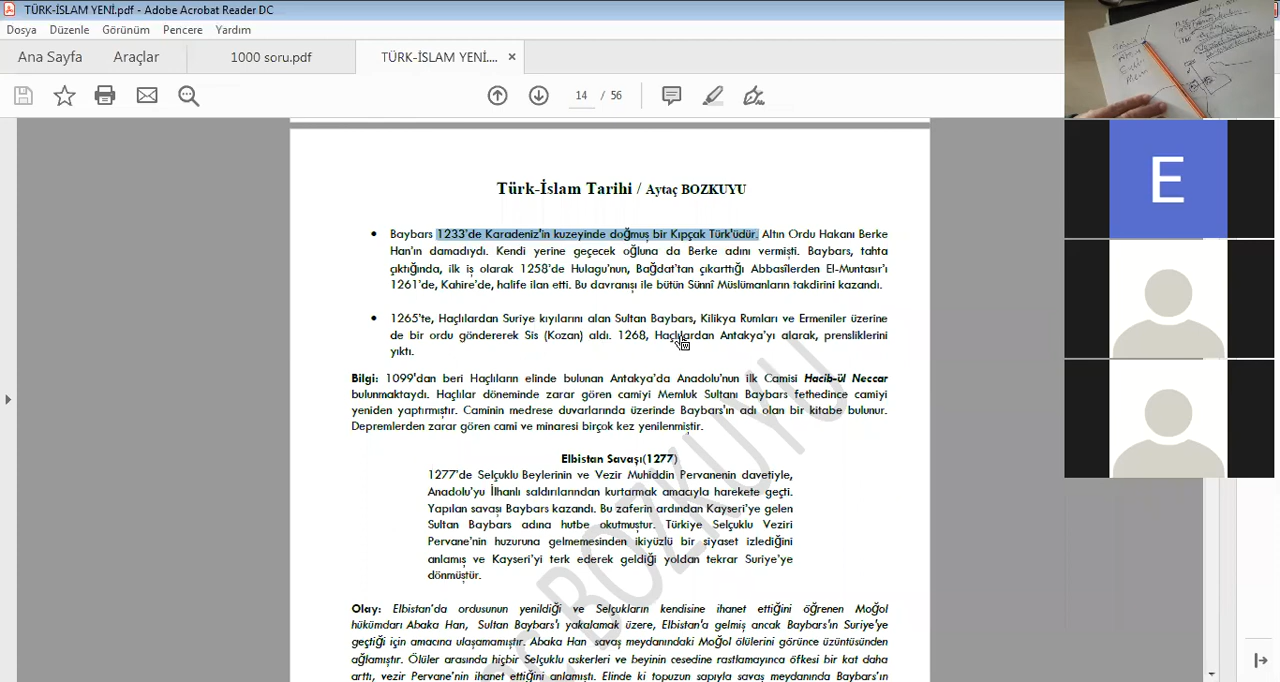 TÜRK-İSLAM YENİ.pdf - Adobe Acrobat Reader DC
Dosya Düzenle Görünüm Pencere Yardım
Ana Sayfa Araçlar 1000 soru.pdf TÜRK-İSLAM YENİ.... ×
14 / 56
E
Türk-İslam Tarihi / Aytaç BOZKUYU
• Baybars 1233'de Karadeniz'in kuzeyinde doğmuş bir Kıpçak Türk'üdür. Altın Ordu Hakanı Berke
Han'ın damadıydı. Kendi yerine geçecek oğluna da Berke adını vermişti. Baybars, tahta
çıktığında, ilk iş olarak 1258'de Hulagu'nun, Bağdat'tan çıkarttığı Abbasîlerden El-Muntasır'ı
1261'de, Kahire'de, halife ilan etti. Bu davranışı ile bütün Sünnî Müslümanların takdirini kazandı.
• 1265'te, Haçlılardan Suriye kıyılarını alan Sultan Baybars, Kilikya Rumları ve Ermeniler üzerine
de bir ordu göndererek Sis (Kozan) aldı. 1268, Haçlılardan Antakya'yı alarak, prensliklerini
yıktı.
Bilgi: 1099'dan beri Haçlıların elinde bulunan Antakya'da Anadolu'nun ilk Camisi Hacib-ül Neccar
bulunmaktaydı. Haçlılar döneminde zarar gören camiyi Memluk Sultanı Baybars fethedince camiyi
yeniden yaptırmıştır. Caminin medrese duvarlarında üzerinde Baybars'ın adı olan bir kitabe bulunur.
Depremlerden zarar gören cami ve minaresi birçok kez yenilenmiştir.
Elbistan Savaşı(1277)
1277'de Selçuklu Beylerinin ve Vezir Muhiddin Pervanenin davetiyle,
Anadolu'yu İlhanlı saldırılarından kurtarmak amacıyla harekete geçti.
Yapılan savaşı Baybars kazandı. Bu zaferin ardından Kayseri'ye gelen
Sultan Baybars adına hutbe okutmuştur. Türkiye Selçuklu Veziri
Pervane'nin huzuruna gelmemesinden ikiyüzlü bir siyaset izlediğini
anlamış ve Kayseri'yi terk ederek geldiği yoldan tekrar Suriye'ye
dönmüştür.
Olay: Elbistan'da ordusunun yenildiği ve Selçukların kendisine ihanet ettiğini öğrenen Moğol
hükümdarı Abaka Han, Sultan Baybars'ı yakalamak üzere, Elbistan'a gelmiş ancak Baybars'ın Suriye'ye
geçtiği için amacına ulaşamamıştır. Abaka Han savaş meydanındaki Moğol ölülerini görünce üzüntüsünden
ağlamıştır. Ölüler arasında hiçbir Selçuklu askerleri ve beyinin cesedine rastlamayınca öfkesi bir kat daha
arttı, vezir Pervane'nin ihanet ettiğini anlamıştı. Elinde ki topuzun sapıyla savaş meydanında Baybars'ın
BOZKUYU